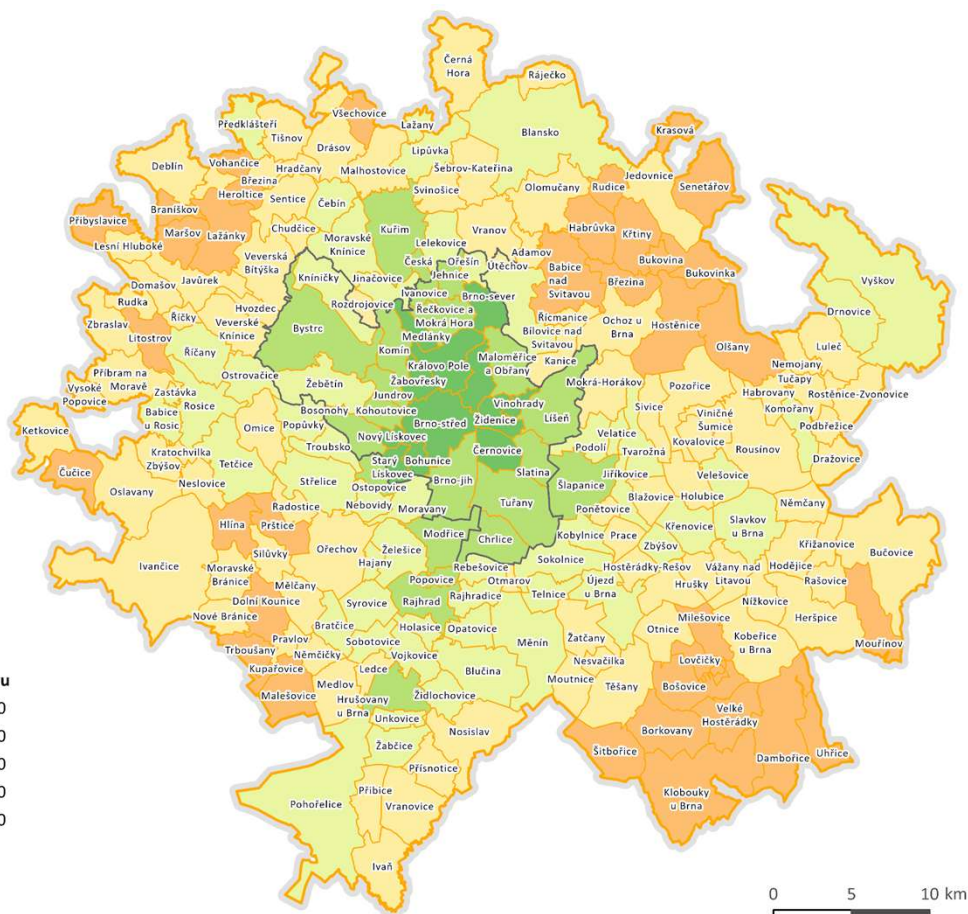 Černá
Hora
Ráječko
Všechovice
Předklášteří
Tišnov
Lažany
Blansko
Krasová
Drásov
Lipůvka
Deblín
Vohančice
Hradčany
Malhostovice
Šebrov-Kateřina
Jedovnice
Březina
Heroltice
Sentice
Svinošice
Olomučany
Rudice
Senetářov
Přibyslavice
Braníškov
Čebín
Maršov
Lažánky
Chudčice
Kuřim
Vranov
Habrůvka
Křtiny
Lesní Hluboké
Moravské
Knínice
Lelekovice
Adamov
Bukovina
Veverská
Bítýška
Česká
Ořešín
Útěchov
Babice
nad
Svitavou
Bukovinka
Domašov
Javůrek
Kníničky
Jinačovice
Jehnice
Březina
Vyškov
Rudka
Hvozdec
Rozdrojovice
Ivanovice
Brno-sever
Zbraslav
Říčky
Veverské
Knínice
Bystrc
Řečkovice a
Mokrá Hora
Řícmanice
Ochoz u
Brna
Hostěnice
Drnovice
Litostrov
Medlánky
Bílovice nad
Svitavou
Olšany
Luleč
Říčany
Komín
Královo Pole
Maloměřice
a Obřany
Kanice
Nemojany
Příbram na
Moravě
Ostrovačice
Žebětín
Žabovřesky
Mokrá-Horákov
Pozořice
Tučapy
Vysoké
Popovice
Zastávka
Jundrov
Vinohrady
Habrovany
Rostěnice-Zvonovice
Babice
u Rosic
Rosice
Bosonohy
Kohoutovice
Brno-střed
Židenice
Líšeň
Sivice
Viničné
Šumice
Komořany
Ketkovice
Omice
Popůvky
Velatice
Kovalovice
Podbřežice
Kratochvilka
Troubsko
Nový Lískovec
Podolí
Tvarožná
Rousínov
Zbýšov
Tetčice
Starý
Lískovec
Bohunice
Černovice
Dražovice
Čučice
Neslovice
Střelice
Ostopovice
Brno-jih
Slatina
Šlapanice
Jiříkovice
Velešovice
Oslavany
Radostice
Nebovidy
Moravany
Tuřany
Blažovice
Holubice
Ponětovice
Němčany
Hlína
Prštice
Modřice
Chrlice
Kobylnice
Prace
Křenovice
Slavkov
u Brna
Ořechov
Želešice
Zbýšov
Křižanovice
Ivančice
Silůvky
Hajany
Rebešovice
Sokolnice
Hostěrádky-Rešov
Vážany nad
Litavou
Hodějice
Bučovice
Moravské
Bránice
Mělčany
Popovice
Otmarov
Újezd
u Brna
Hrušky
Rašovice
Dolní Kounice
Syrovice
Rajhrad
Rajhradice
Telnice
Nížkovice
Nové Bránice
Bratčice
Holasice
Opatovice
Milešovice
Heršpice
Pravlov
Sobotovice
Měnín
Žatčany
Otnice
Kobeřice
u Brna
Mouřínov
Trboušany
Němčičky
Vojkovice
Kupařovice
Ledce
Blučina
Nesvačilka
Lovčičky
u
Medlov
Moutnice
Těšany
Bošovice
Malešovice
Hrušovany
u Brna
Židlochovice
0
Unkovice
Velké
Hostěrádky
0
Nosislav
Borkovany
Žabčice
Šitbořice
Dambořice
Uhřice
0
Přísnotice
0
Pohořelice
Přibice
Klobouky
u Brna
0
Vranovice
Ivaň
0 5 10 km